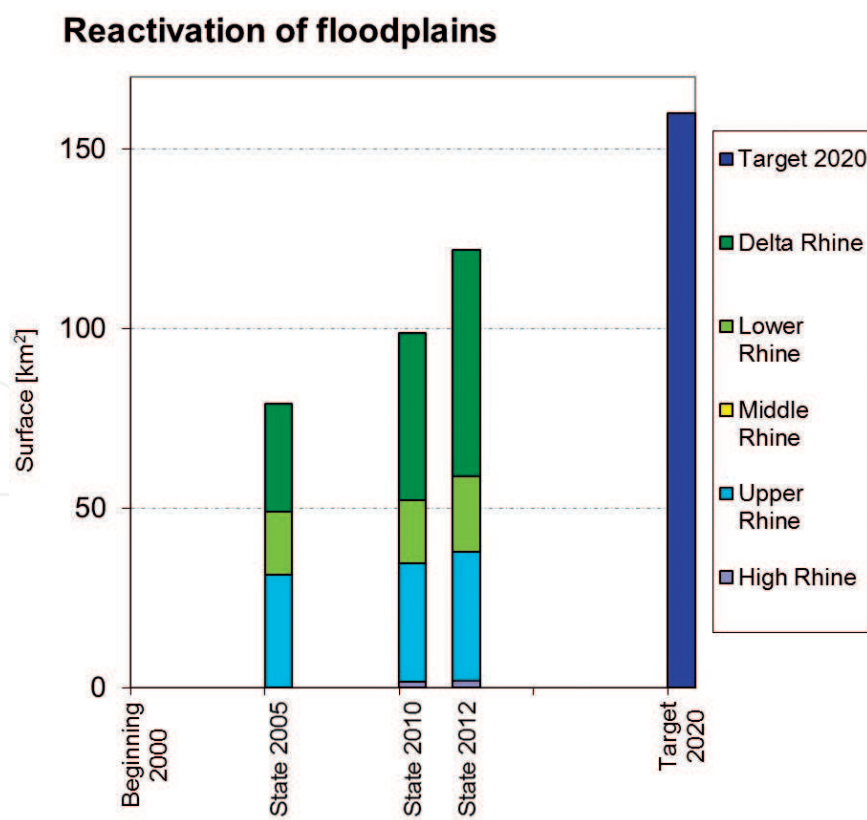 Reactivation of floodplains
150
100
50
0
Surface [km²]
Beginning
2000
State 2005
State 2010
State 2012
Target
2020
Target 2020
Delta Rhine
Lower
Rhine
Middle
Rhine
Upper
Rhine
High Rhine